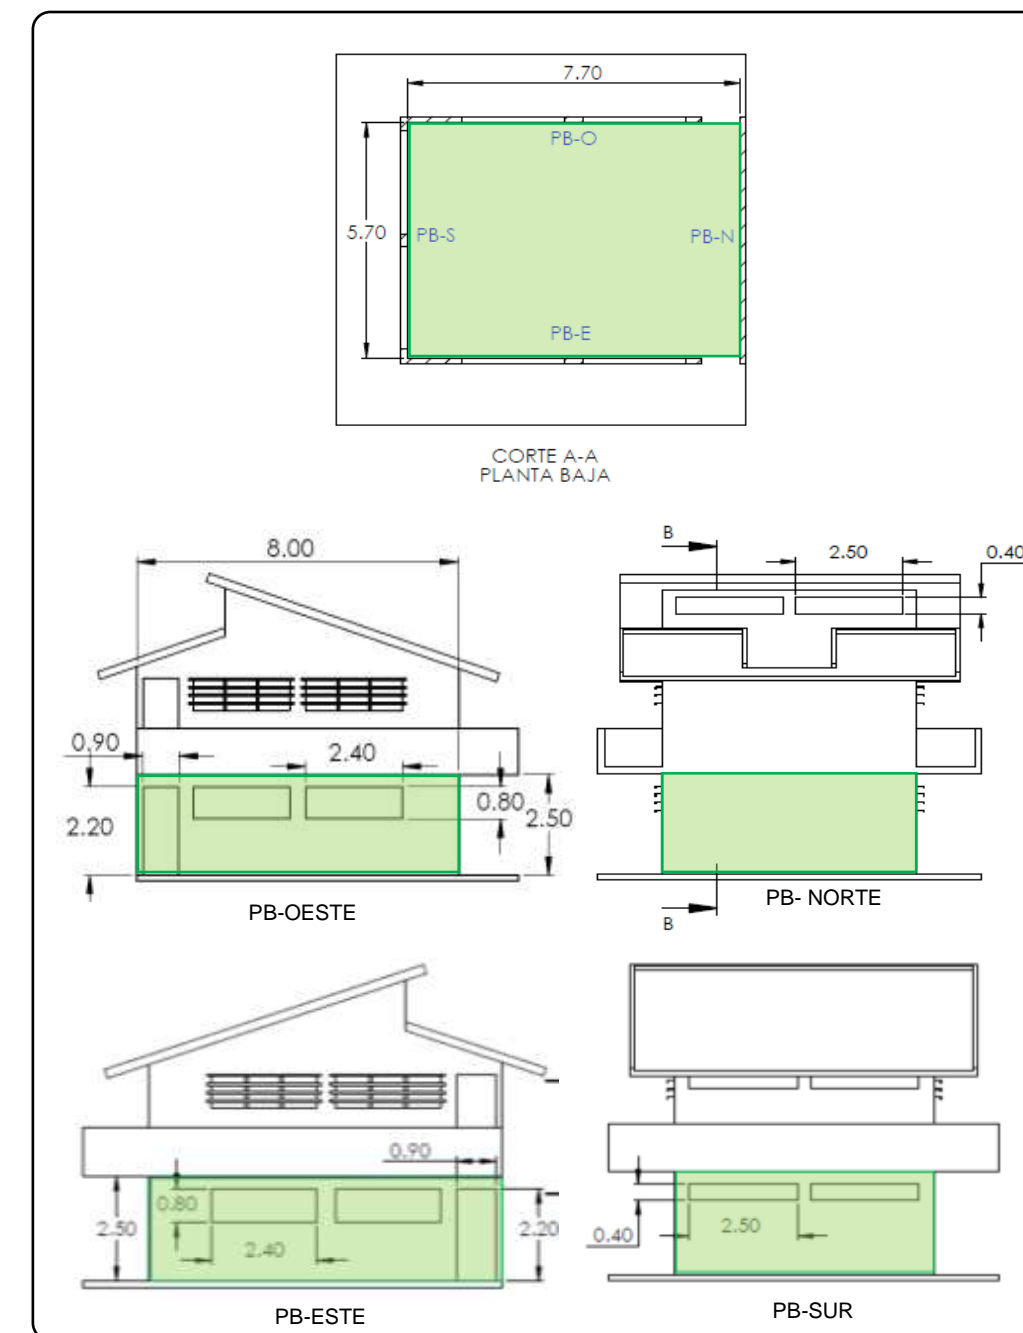 7.70
PB-O
5.70
PB-S
PB-N
PB-E
CORTE A-A
PLANTA BAJA
8.00
0.90
2.40
2.20
0.80
2.50
PB-OESTE
B
2.50
0.40
PB- NORTE
B
0.90
0.80
2.50
2.40
2.20
PB-ESTE
0.40
2.50
PB-SUR